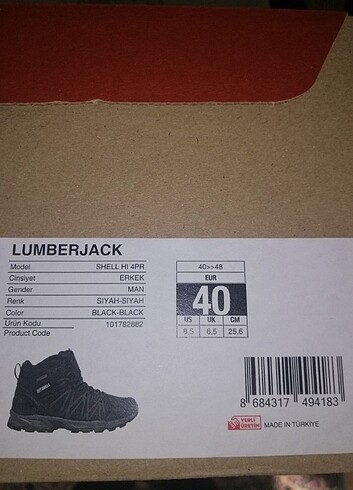 LUMBERJACK
Model SHELL HI 4PR
Cinsiyet ERKEK
Gender MAN
Renk SIYAH-SIYAH
Color BLACK-BLACK
Ürün Kodu 101782882
Product Code
40>>48
EUR
40
US UK CM
8,5 6,5 25,6
8 684317 494183
YERLİ ÜRETİM
MADE IN TÜRKİYE